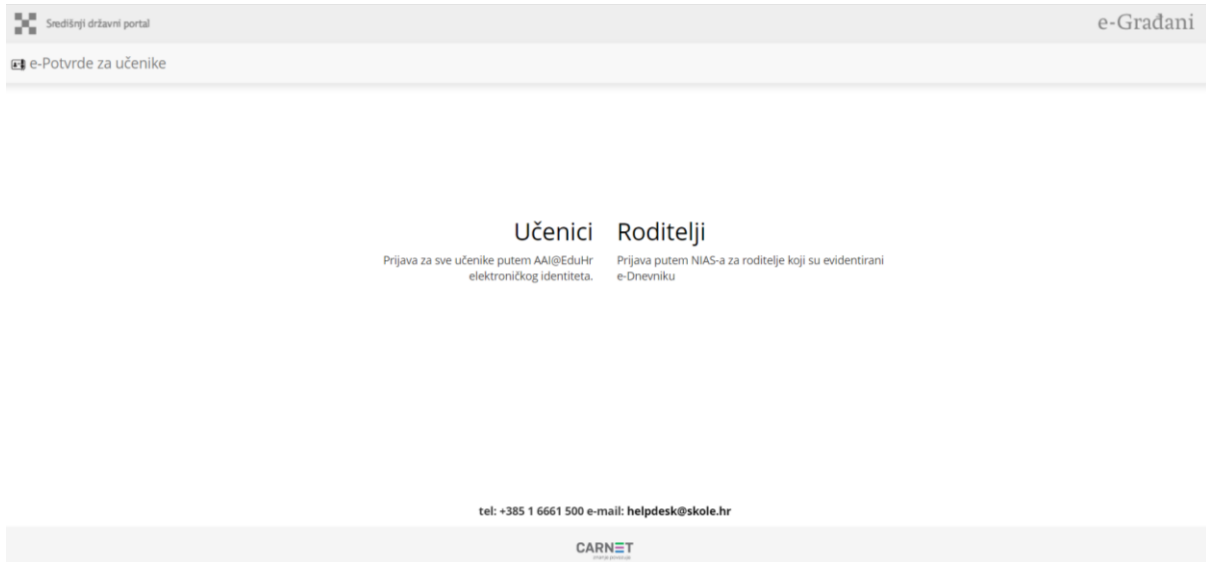 Središnji državni portal
e-Građani
e-Potvrde za učenike
Učenici
Prijava za sve učenike putem AAI@EduHr
elektroničkog identiteta.
Roditelji
Prijava putem NIAS-a za roditelje koji su evidentirani
e-Dnevniku
tel: +385 1 6661 500 e-mail: helpdesk@skole.hr
CARNET